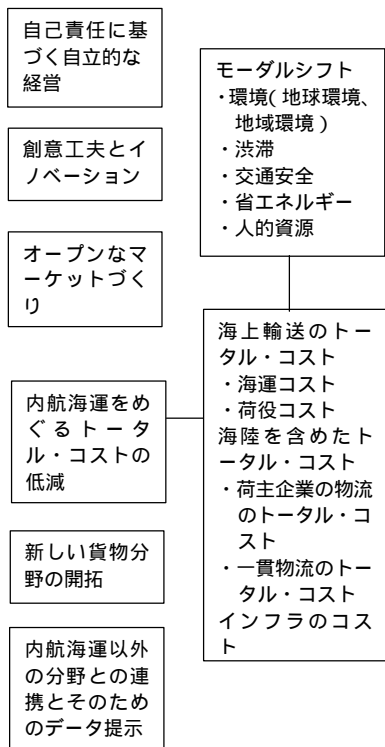 自己責任に基
づく自立的な
経営
創意工夫とイ
ノベーション
オープンなマ
ーケットづく
り
内航海運をめ
ぐるトータ
ル・コストの
低減
新しい貨物分
野の開拓
内航海運以外
の分野との連
携とそのため
のデータ提示
モーダルシフト
・環境(地球環境、
地域環境)
・渋滞
・交通安全
・省エネルギー
・人的資源
海上輸送のトー
タル・コスト
・海運コスト
・荷役コスト
海陸を含めたト
ータル・コスト
・荷主企業の物流
のトータル・コ
スト
・一貫物流のトー
タル・コスト
インフラのコス
ト